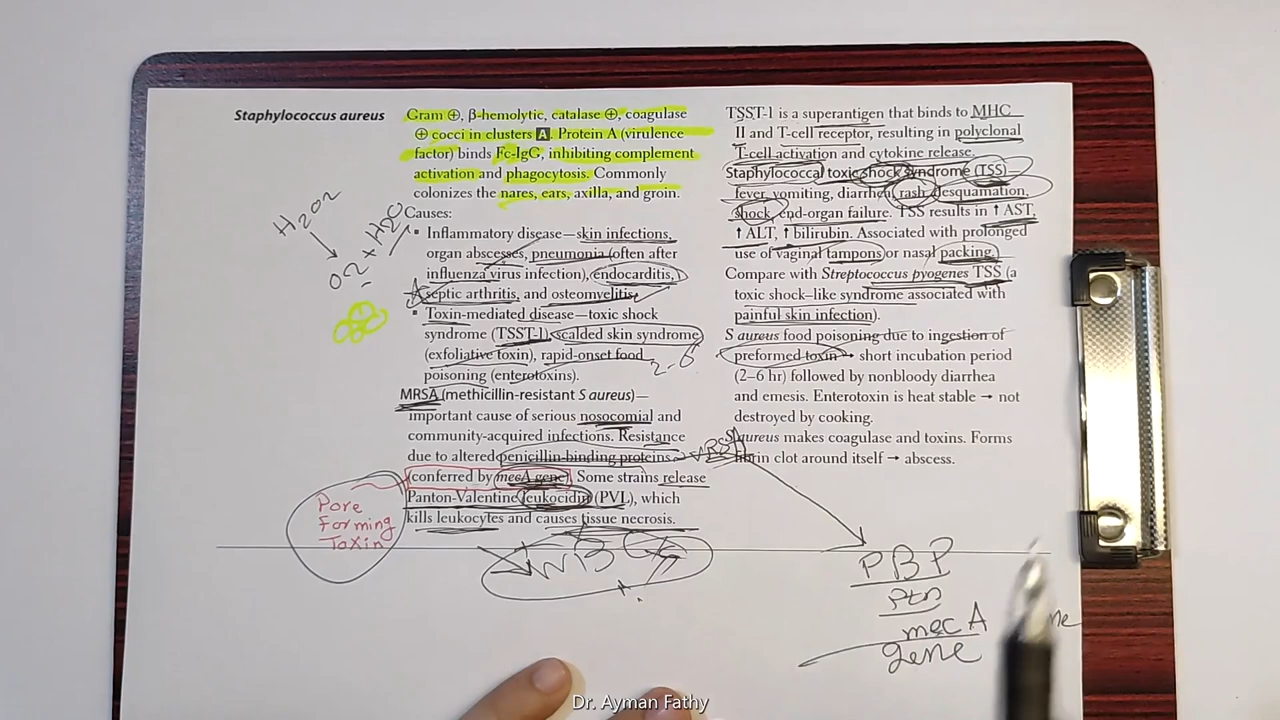 Staphylococcus aureus
Gram ⊕, β-hemolytic, catalase ⊕, coagulase
⊕ cocci in clusters A. Protein A (virulence
factor) binds Fc-IgG, inhibiting complement
activation and phagocytosis. Commonly
colonizes the nares, ears, axilla, and groin.
Causes:
▪ Inflammatory disease—skin infections,
organ abscesses, pneumonia (often after
influenza virus infection), endocarditis,
septic arthritis, and osteomyelitis.
▪ Toxin-mediated disease—toxic shock
syndrome (TSST-1), scalded skin syndrome
(exfoliative toxin), rapid-onset food
poisoning (enterotoxins).
MRSA (methicillin-resistant S aureus)—
important cause of serious nosocomial and
community-acquired infections. Resistance
due to altered penicillin-binding proteins
(conferred by mecA gene). Some strains release
Panton-Valentine leukocidin (PVL), which
kills leukocytes and causes tissue necrosis.
TSST-1 is a superantigen that binds to MHC
II and T-cell receptor, resulting in polyclonal
T-cell activation and cytokine release.
Staphylococcal toxic shock syndrome (TSS)—
fever, vomiting, diarrhea, rash, desquamation,
shock, end-organ failure. TSS results in ↑ AST,
↑ ALT, ↑ bilirubin. Associated with prolonged
use of vaginal tampons or nasal packing.
Compare with Streptococcus pyogenes TSS (a
toxic shock–like syndrome associated with
painful skin infection).
S aureus food poisoning due to ingestion of
preformed toxin → short incubation period
(2–6 hr) followed by nonbloody diarrhea
and emesis. Enterotoxin is heat stable → not
destroyed by cooking.
S aureus makes coagulase and toxins. Forms
fibrin clot around itself → abscess.
H2O2
O2 + H2O
2-6
Pore
Forming
Toxin
PBP
Ptn
mec A
gene
Dr. Ayman Fathy